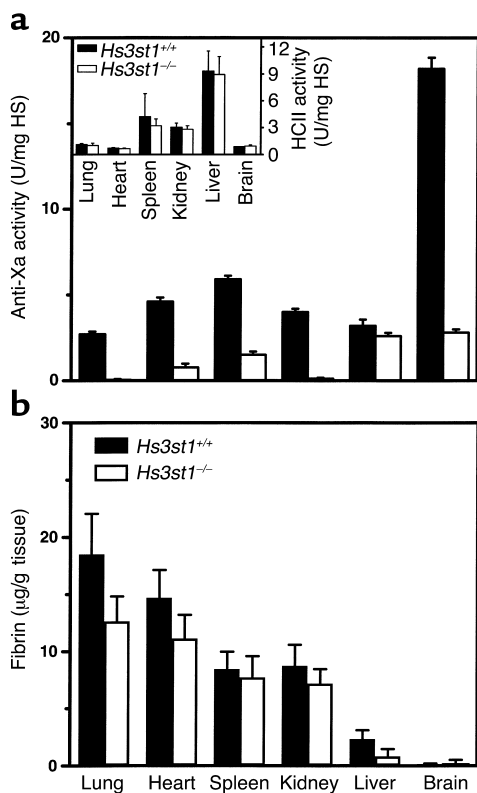 a
20
10
0
Anti-Xa activity (U/mg HS)
Hs3st1+/+
Hs3st1−/−
12
9
6
3
0
HCII activity
(U/mg HS)
Lung
Heart
Spleen
Kidney
Liver
Brain
b
30
20
10
0
Fibrin (μg/g tissue)
Hs3st1+/+
Hs3st1−/−
Lung Heart Spleen Kidney Liver Brain